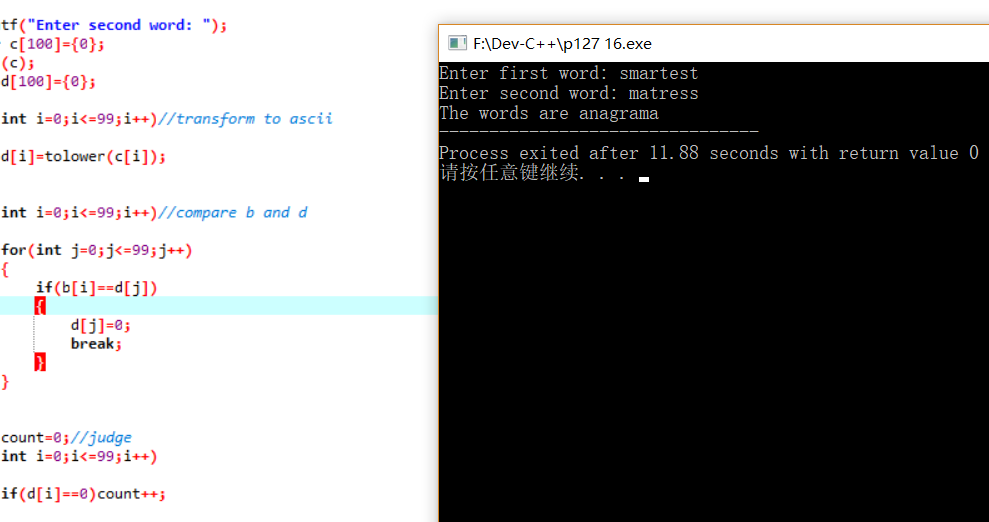 tf("Enter second word: ");
c[100]={0};
(c);
d[100]={0};
int i=0;i<=99;i++)//transform to ascii
d[i]=tolower(c[i]);
int i=0;i<=99;i++)//compare b and d
for(int j=0;j<=99;j++)
{
if(b[i]==d[j])
{
d[j]=0;
break;
}
}
count=0;//judge
int i=0;i<=99;i++)
if(d[i]==0)count++;
F:\Dev-C++\p127 16.exe
Enter first word: smartest
Enter second word: matress
The words are anagrama
--------------------------------
Process exited after 11.88 seconds with return value 0
请按任意键继续. . .